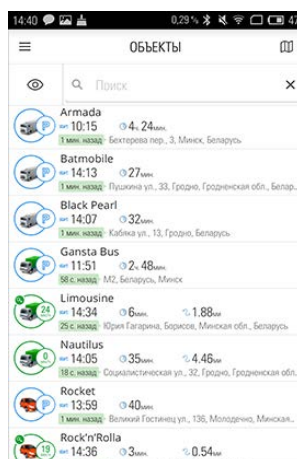 14:40 0,29% 47
ОБЪЕКТЫ
Поиск
Armada
10:15 4ч. 24мин.
1 мин. назад Бехтерева пер., 3, Минск, Беларусь
Batmobile
14:13 27мин.
1 мин. назад Пушкина ул., 33, Гродно, Гродненская обл., Белар...
Black Pearl
14:07 32мин.
1 мин. назад Кабяка ул., 13, Гродно, Беларусь
Gansta Bus
11:51 2ч. 48мин.
58 с. назад М2, Беларусь, Минск
Limousine
24 14:34 6мин. 1.88км
25 с. назад Юрия Гагарина, Борисов, Минская обл., Беларусь
Nautilus
0 14:05 35мин. 4.46км
18 с. назад Социалистическая ул., 32, Гродно, Гродненская обл.
Rocket
13:59 40мин.
1 мин. назад Великий Гостинец ул., 136, Молодечно, Минская...
Rock'n'Rolla
19 14:36 3мин. 0.54км